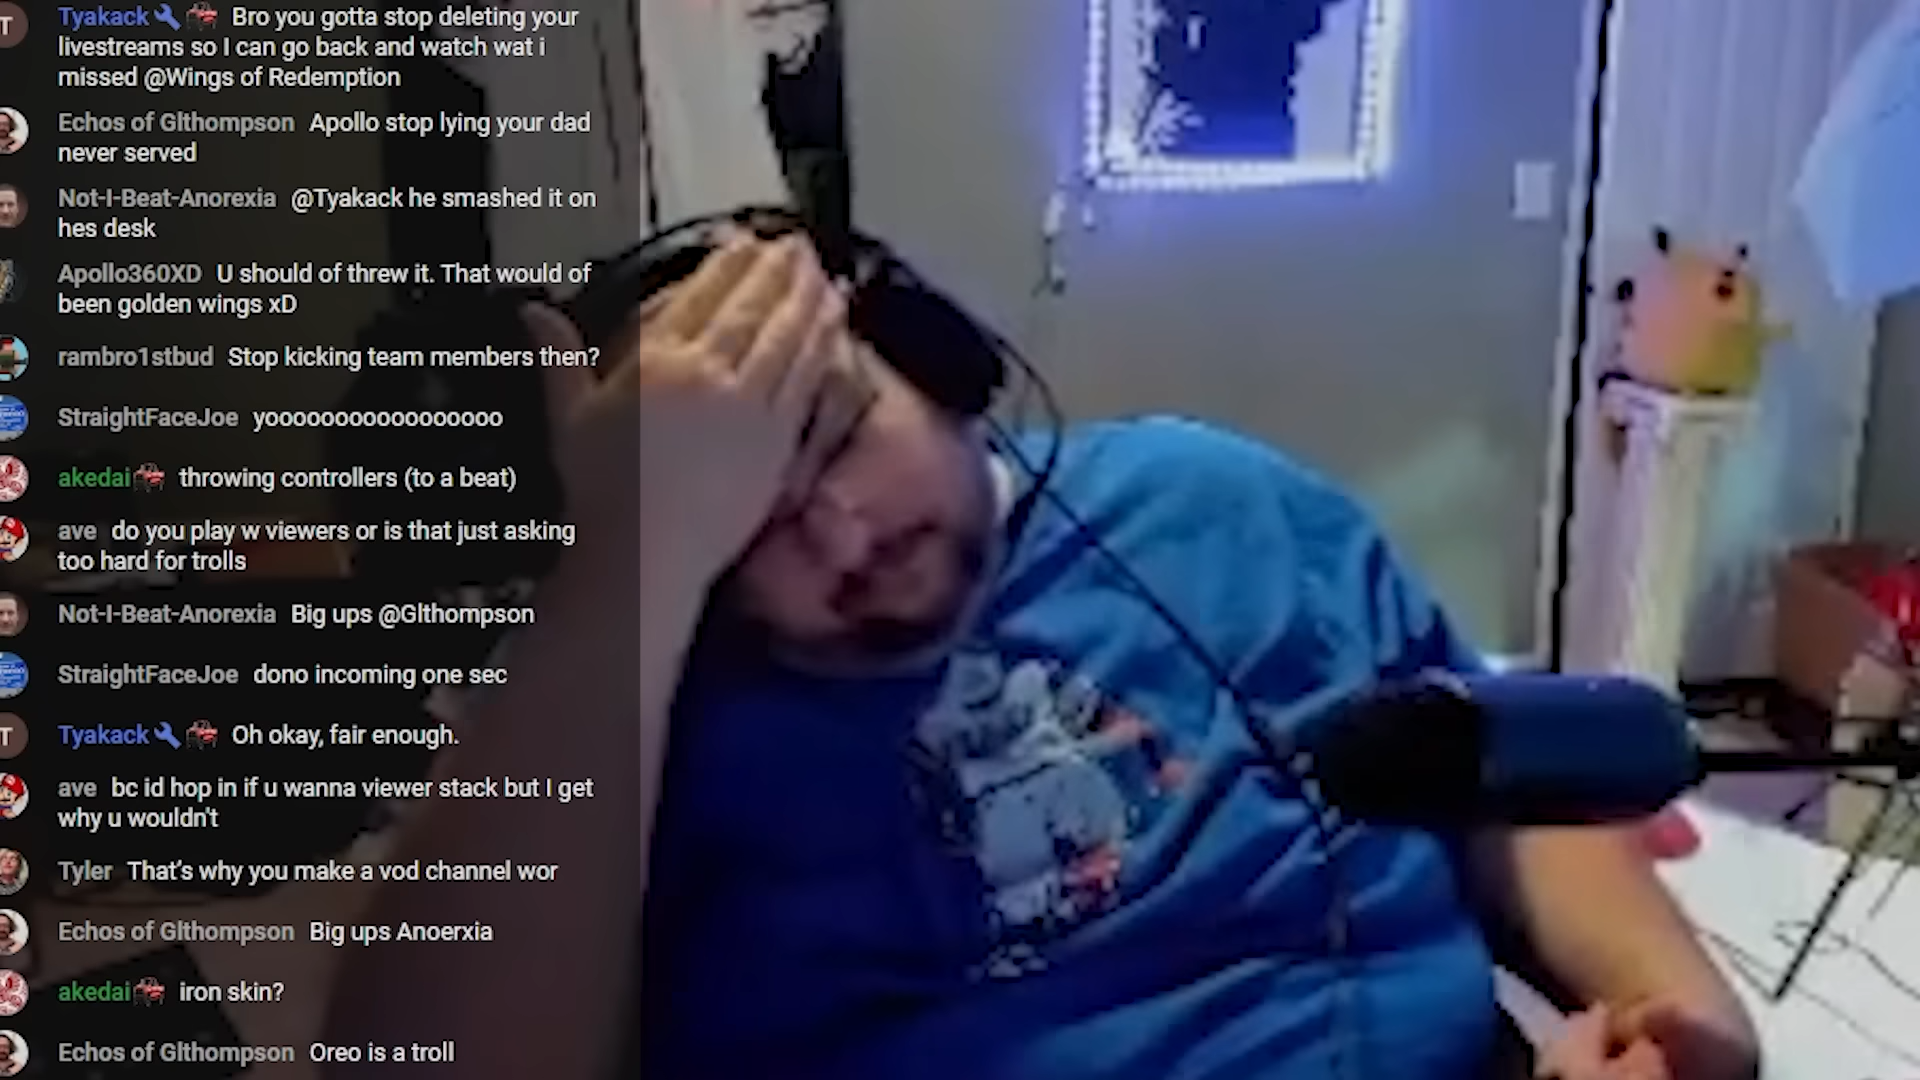 T
Tyakack Bro you gotta stop deleting your
livestreams so I can go back and watch wat i
missed @Wings of Redemption
Echos of Glthompson Apollo stop lying your dad
never served
Not-I-Beat-Anorexia @Tyakack he smashed it on
hes desk
Apollo360XD U should of threw it. That would of
been golden wings xD
rambro1stbud Stop kicking team members then?
StraightFaceJoe yooooooooooooooooo
akedai throwing controllers (to a beat)
ave do you play w viewers or is that just asking
too hard for trolls
Not-I-Beat-Anorexia Big ups @Glthompson
StraightFaceJoe dono incoming one sec
T
Tyakack Oh okay, fair enough.
ave bc id hop in if u wanna viewer stack but I get
why u wouldn't
Tyler That's why you make a vod channel wor
Echos of Glthompson Big ups Anoerxia
akedai iron skin?
Echos of Glthompson Oreo is a troll